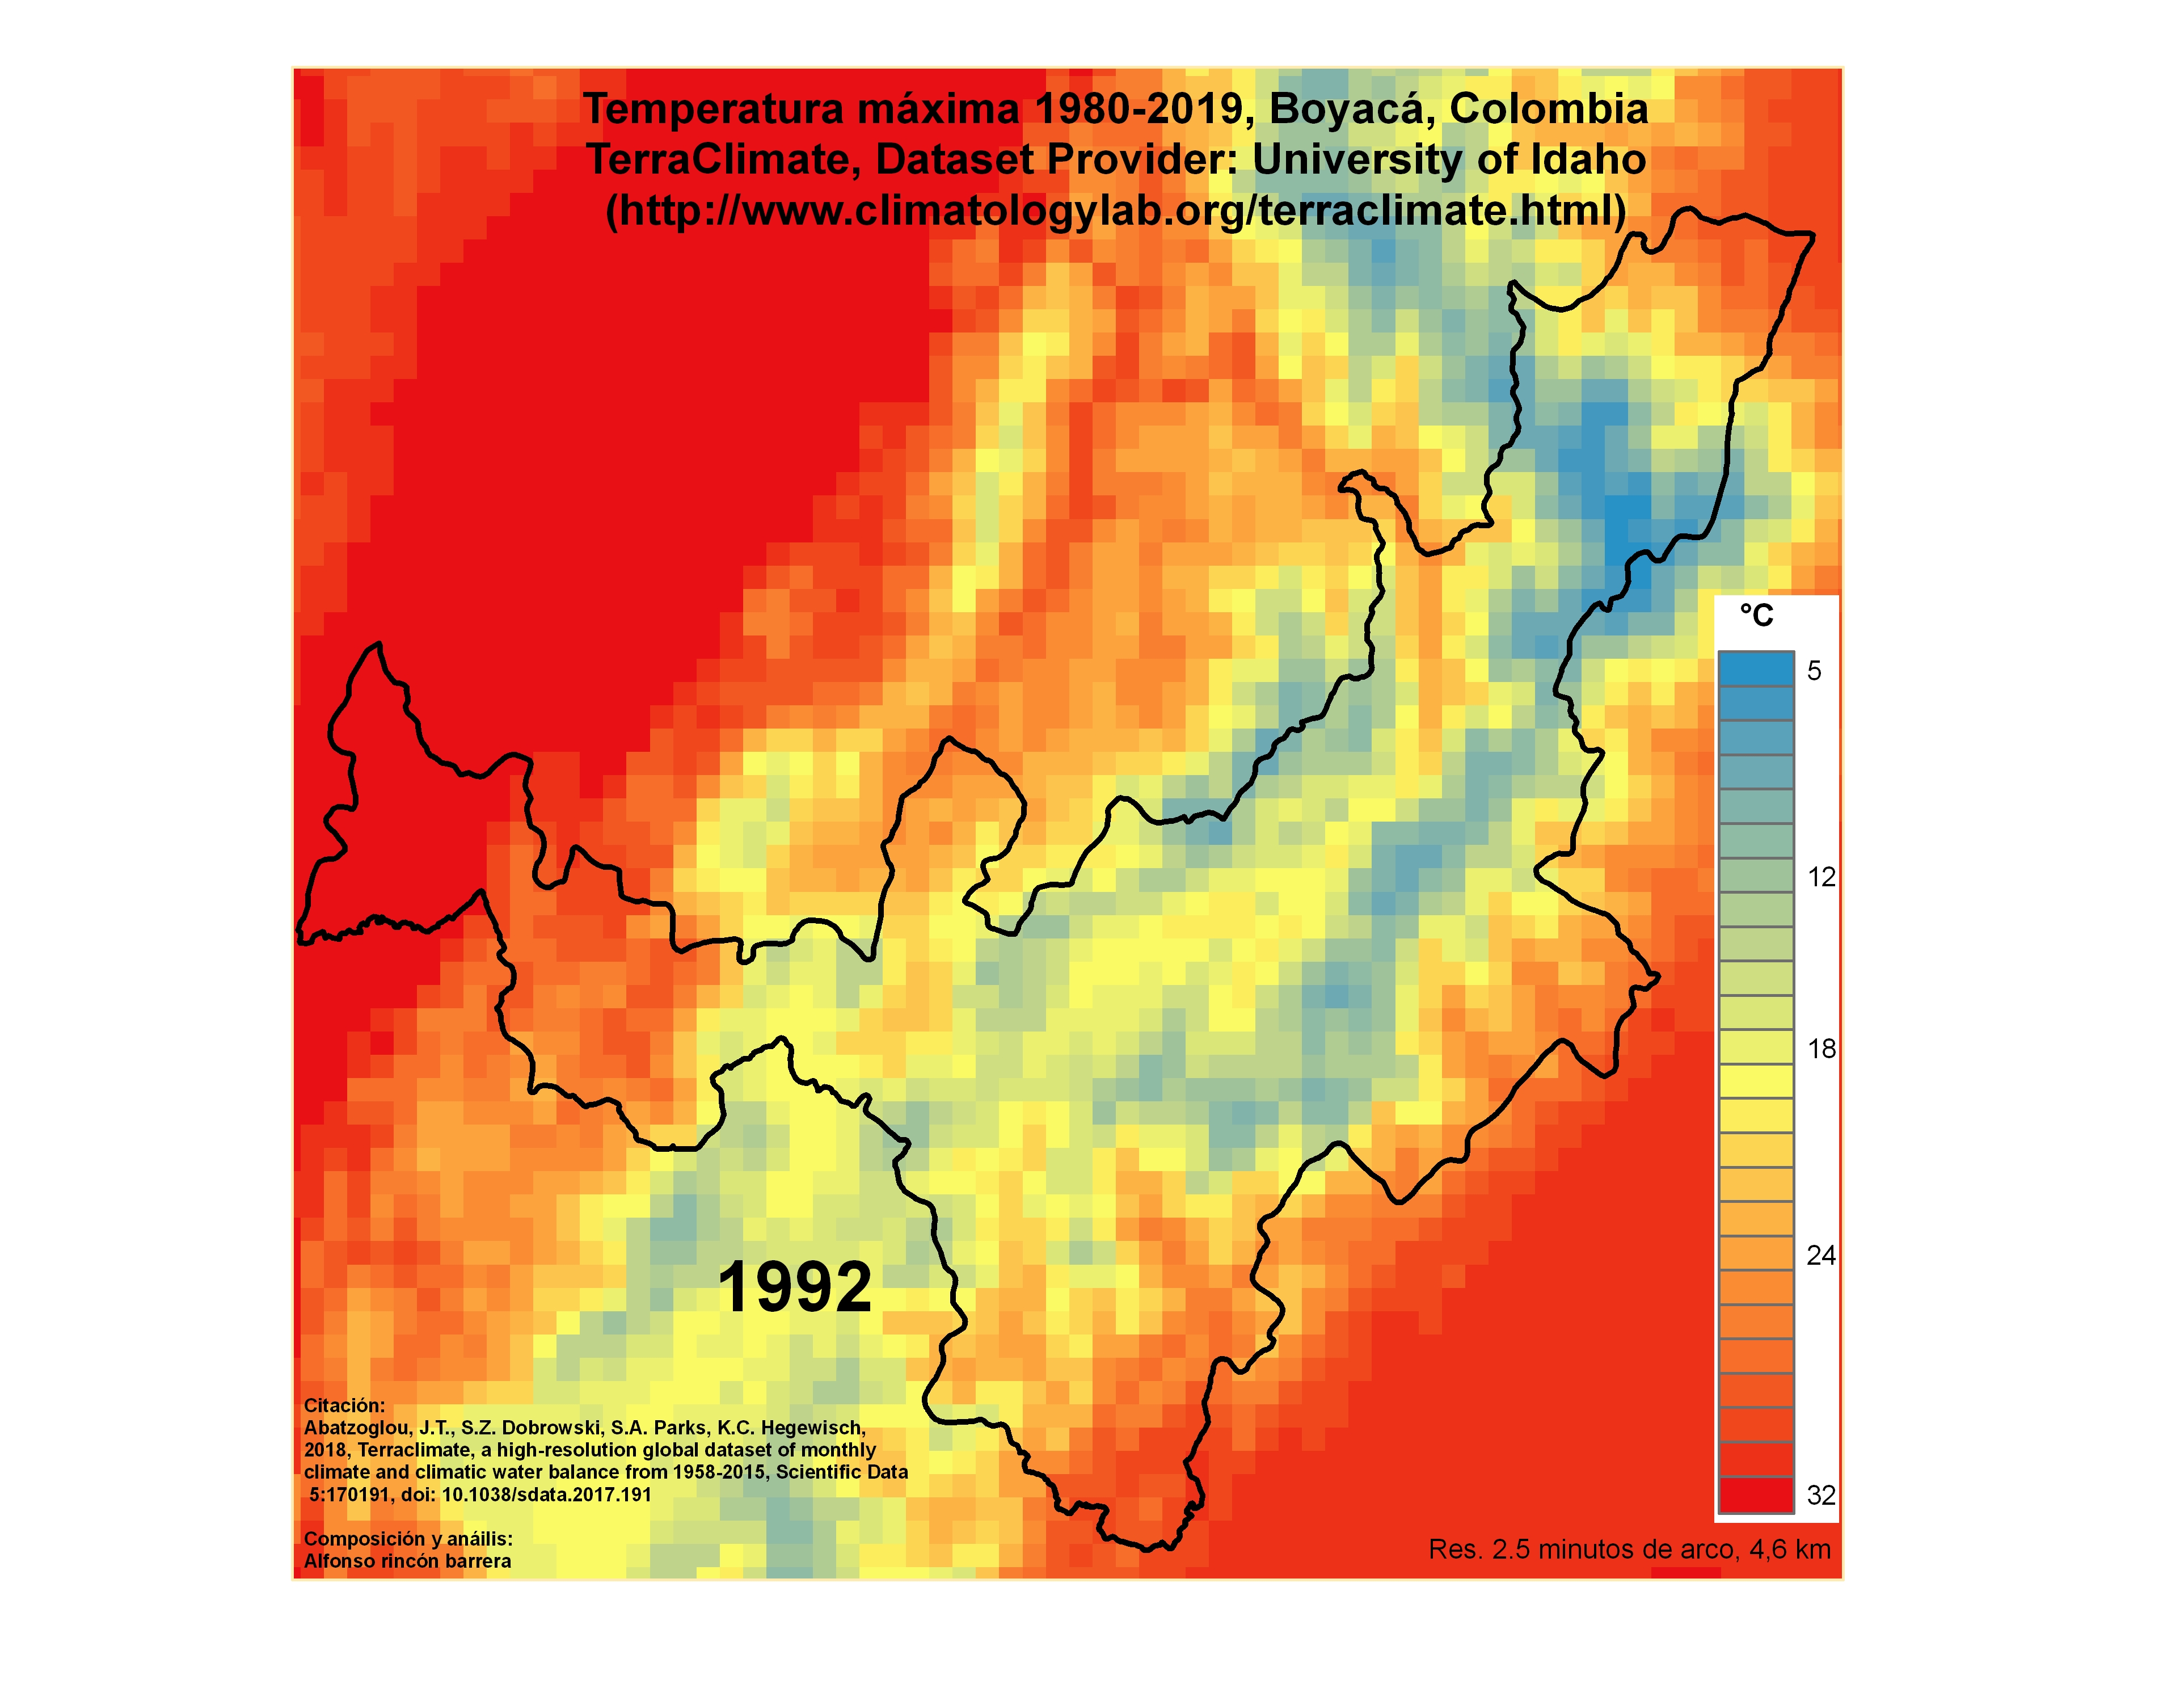 Temperatura máxima 1980-2019, Boyacá, Colombia
TerraClimate, Dataset Provider: University of Idaho
(http://www.climatologylab.org/terraclimate.html)
°C
5
12
18
24
32
1992
Citación:
Abatzoglou, J.T., S.Z. Dobrowski, S.A. Parks, K.C. Hegewisch,
2018, Terraclimate, a high-resolution global dataset of monthly
climate and climatic water balance from 1958-2015, Scientific Data
5:170191, doi: 10.1038/sdata.2017.191
Composición y anáilis:
Alfonso rincón barrera
Res. 2.5 minutos de arco, 4,6 km